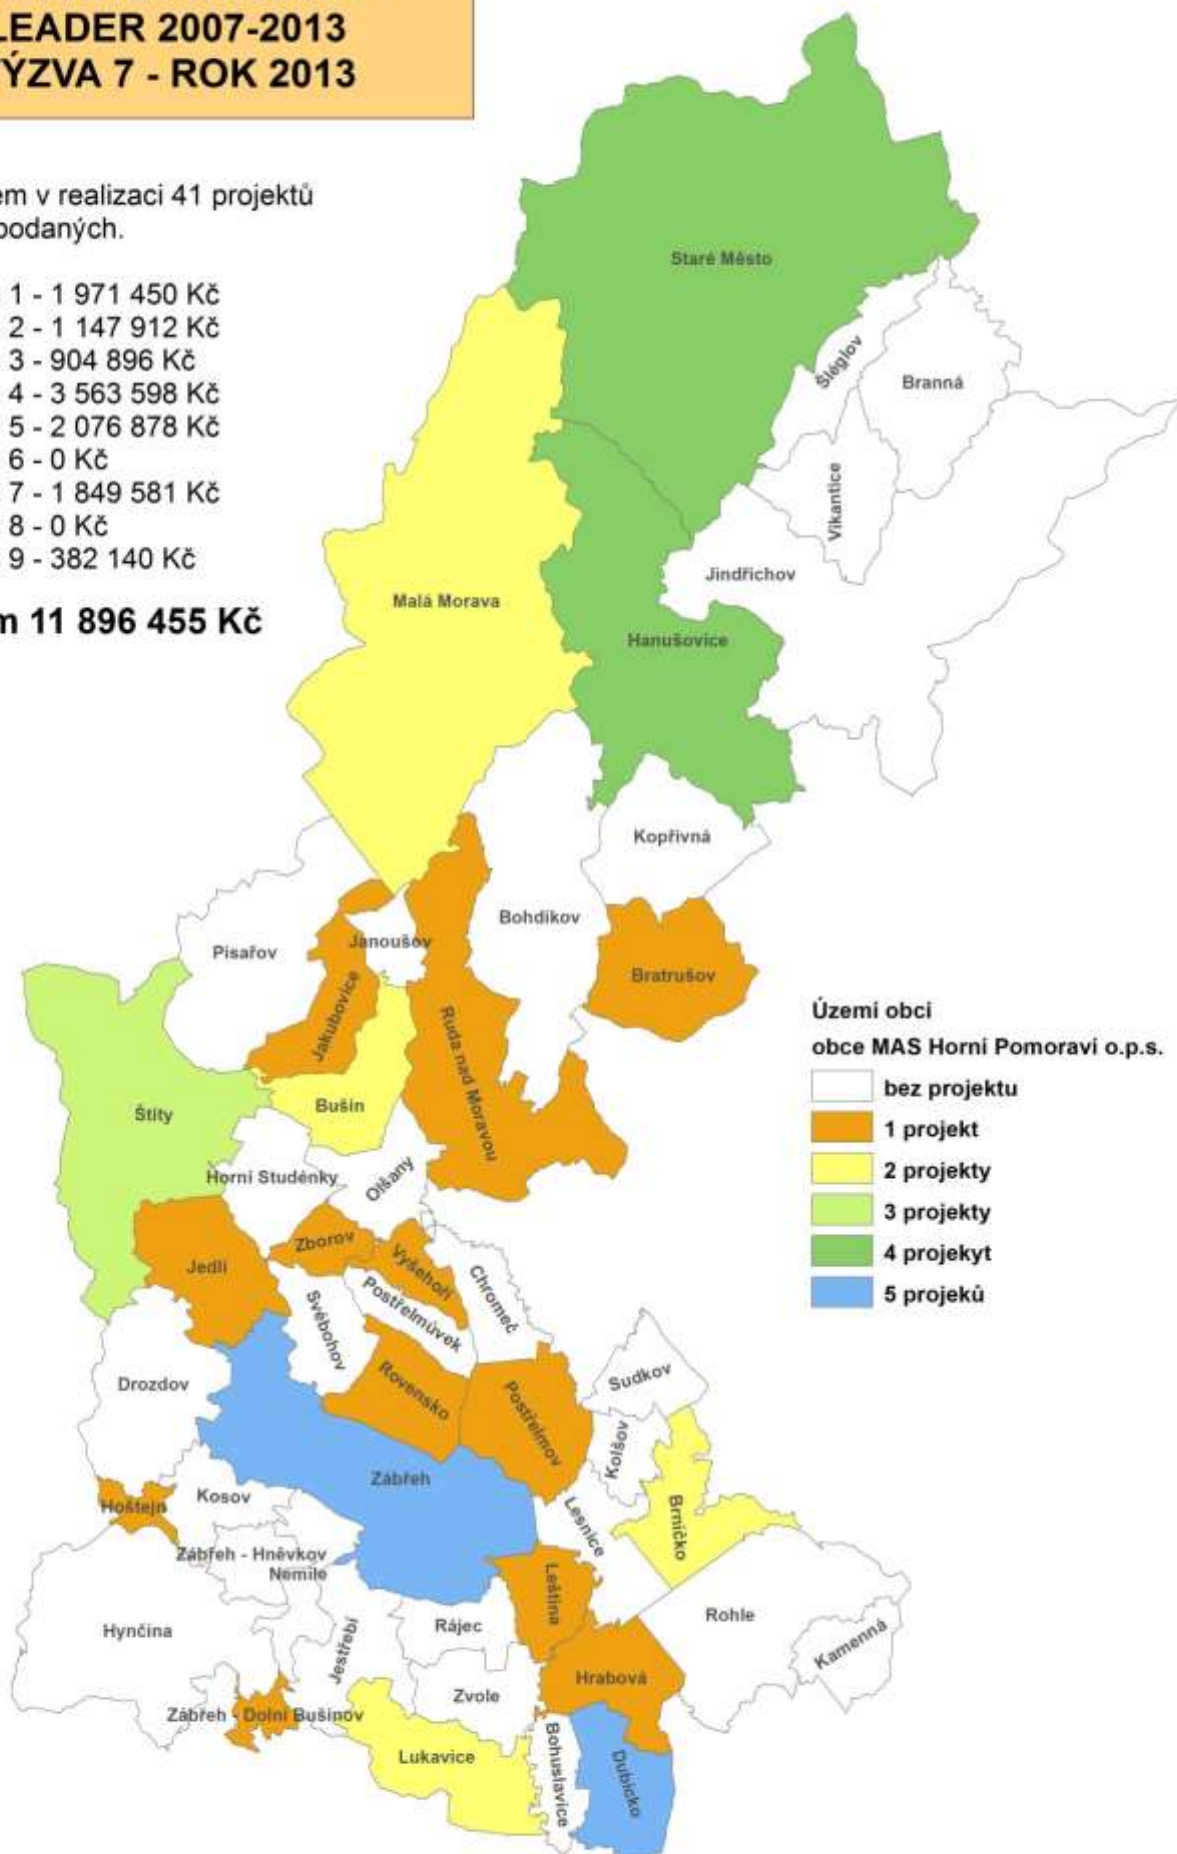 LEADER 2007-2013
ÝZVA 7 - ROK 2013
em v realizaci 41 projektů
podaných.
1 - 1 971 450 Kč
2 - 1 147 912 Kč
3 - 904 896 Kč
4 - 3 563 598 Kč
5 - 2 076 878 Kč
6 - 0 Kč
7 - 1 849 581 Kč
8 - 0 Kč
9 - 382 140 Kč
m 11 896 455 Kč
Staré Město
Šléglov
Branná
Vikantice
Jindřichov
Malá Morava
Hanušovice
Kopřivná
Bohdíkov
Písařov
Janoušov
Bratrušov
Jakubovice
Ruda nad Moravou
Území obcí
obce MAS Horní Pomoraví o.p.s.
bez projektu
1 projekt
2 projekty
3 projekty
4 projekyt
5 projeků
Štíty
Bušín
Horní Studénky
Olšany
Zborov
Vyšehoří
Jedlí
Chromeč
Postřelmůvek
Svébohov
Drozdov
Rovensko
Postřelmov
Sudkov
Kolšov
Zábřeh
Hoštejn
Kosov
Lesnice
Brníčko
Zábřeh - Hněvkov
Nemile
Leština
Rohle
Hynčina
Jestřebí
Rájec
Kamenná
Hrabová
Zvole
Zábřeh - Dolní Bušínov
Lukavice
Bohuslavice
Dubicko